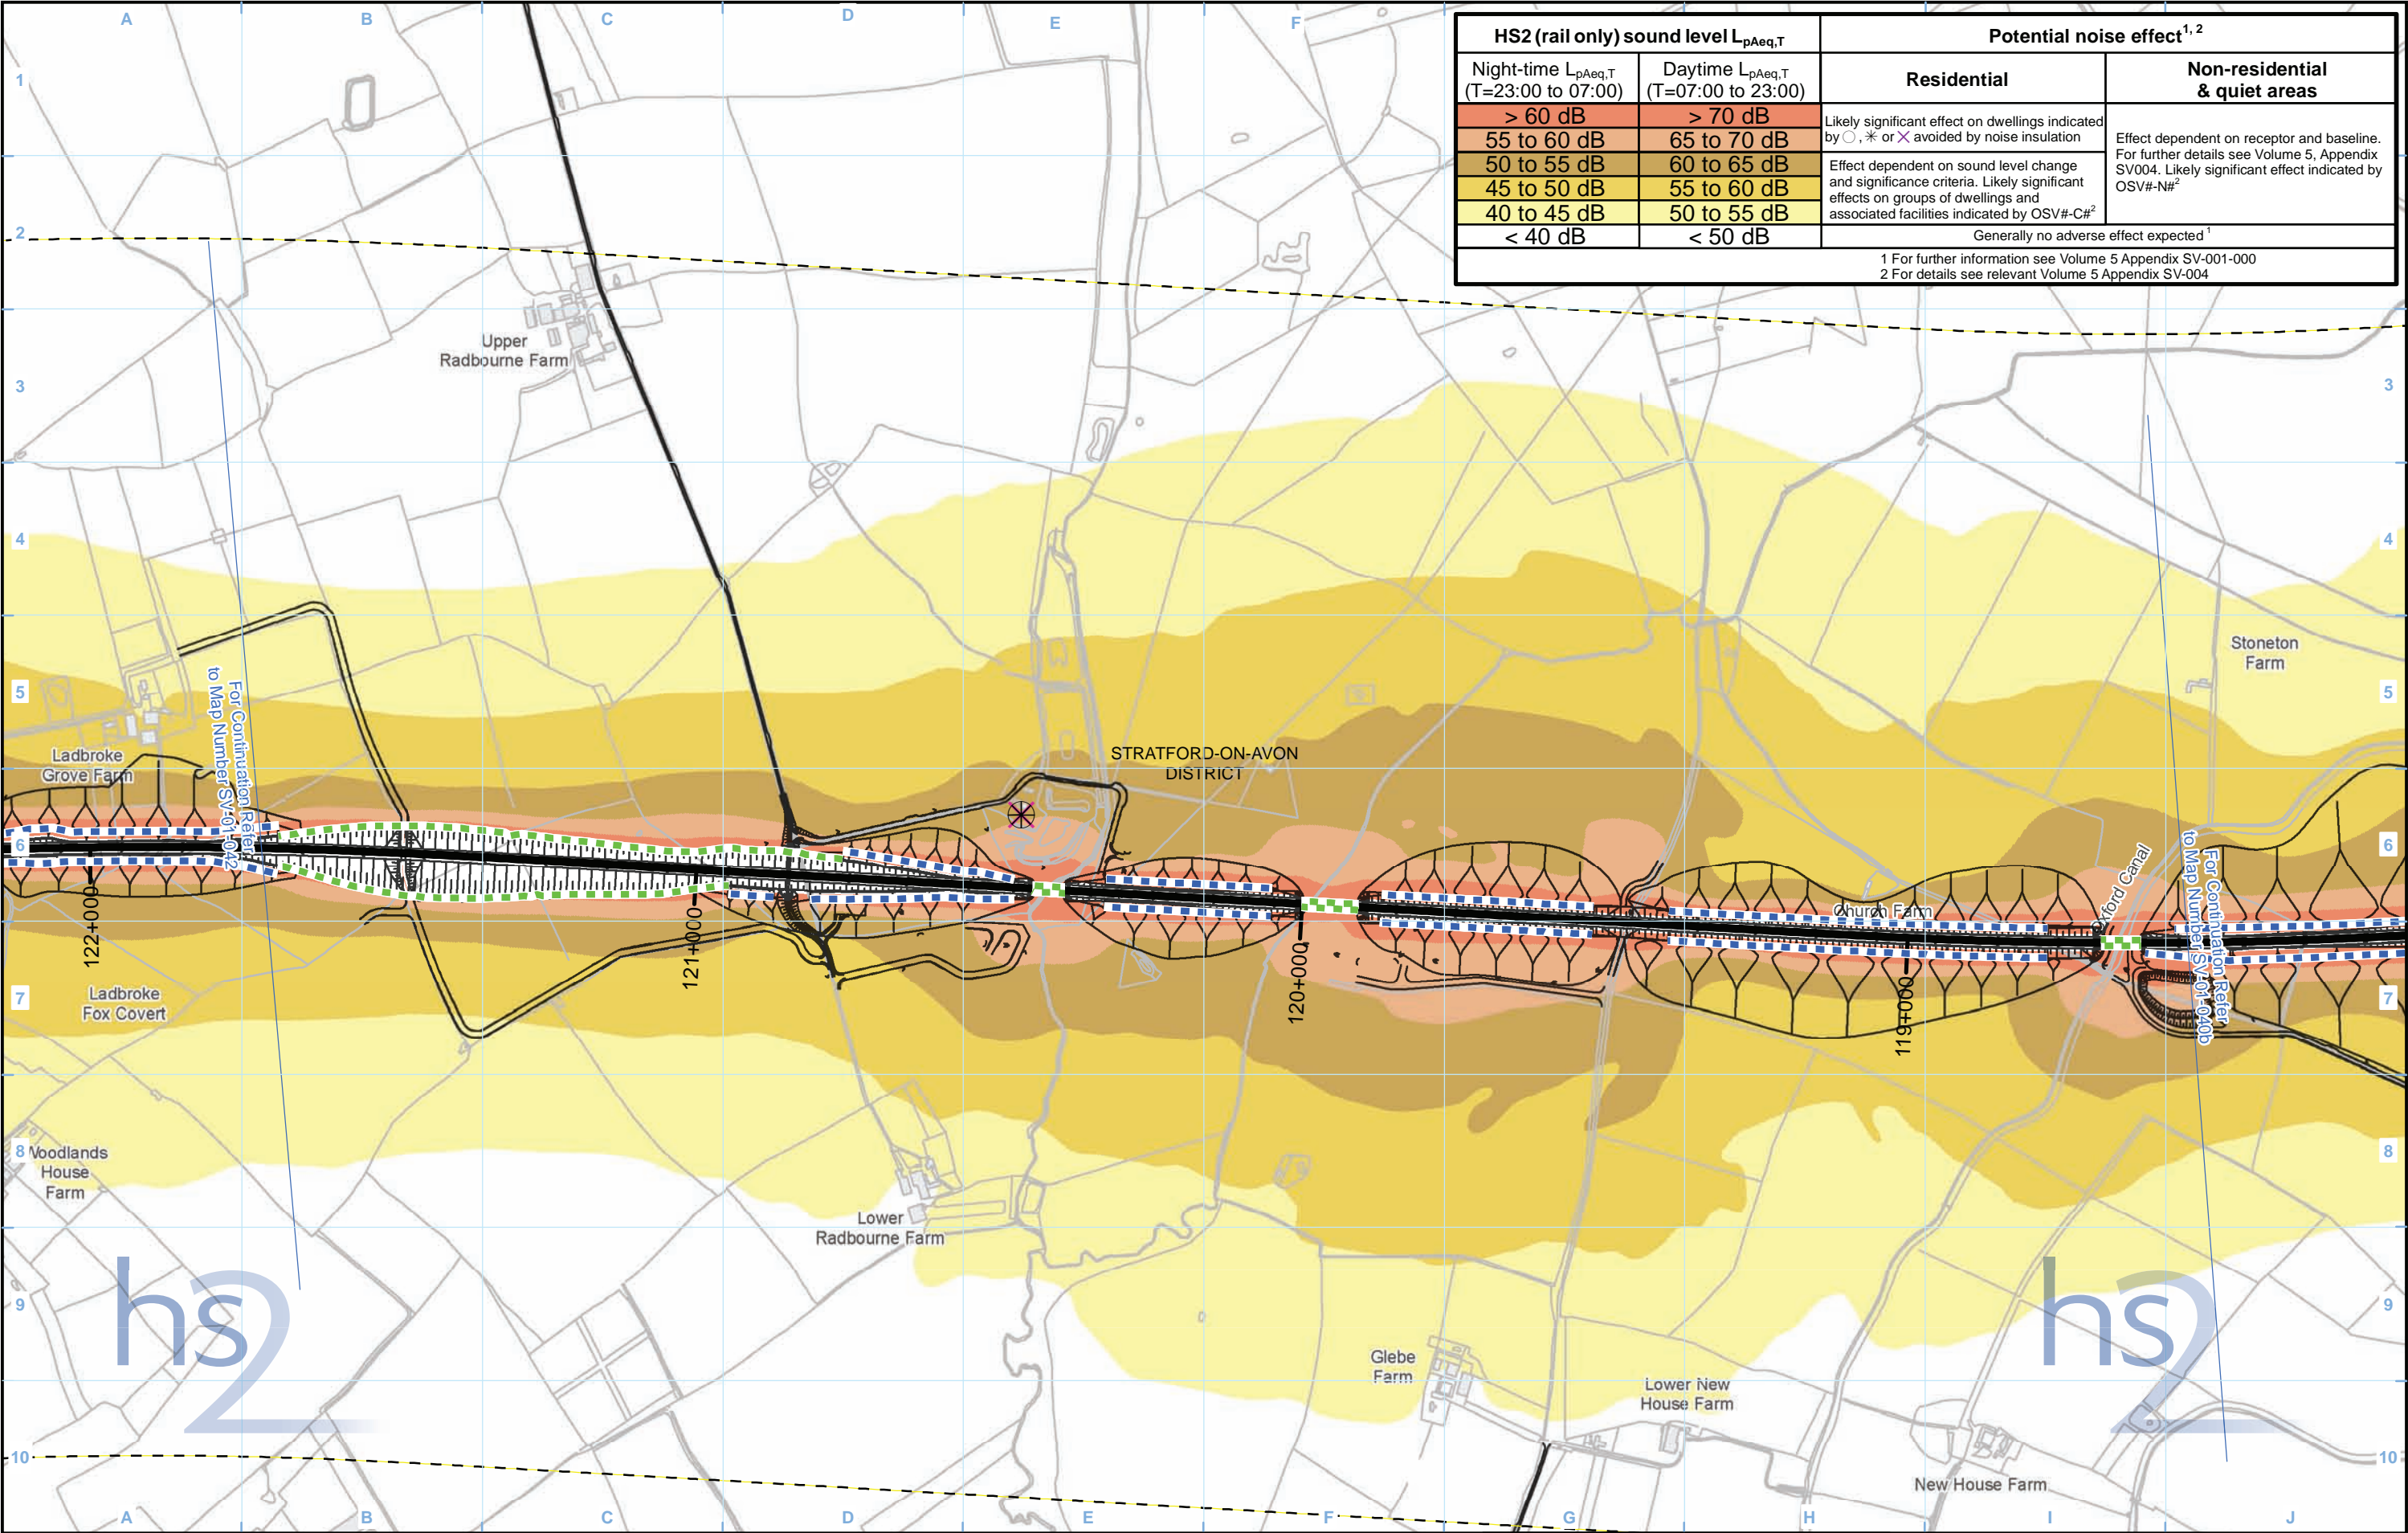 A B C D E F
HS2 (rail only) sound level LpAeq,T
Potential noise effect1, 2
Night-time LpAeq,T
(T=23:00 to 07:00)
Daytime LpAeq,T
(T=07:00 to 23:00)
Residential
Non-residential
& quiet areas
> 60 dB > 70 dB
55 to 60 dB 65 to 70 dB
50 to 55 dB 60 to 65 dB
45 to 50 dB 55 to 60 dB
40 to 45 dB 50 to 55 dB
< 40 dB < 50 dB
Likely significant effect on dwellings indicated
by ○, ✳ or ✕ avoided by noise insulation
Effect dependent on sound level change
and significance criteria. Likely significant
effects on groups of dwellings and
associated facilities indicated by OSV#-C#2
Effect dependent on receptor and baseline.
For further details see Volume 5, Appendix
SV004. Likely significant effect indicated by
OSV#-N#2
Generally no adverse effect expected 1
1 For further information see Volume 5 Appendix SV-001-000
2 For details see relevant Volume 5 Appendix SV-004
1
2
Upper
Radbourne Farm
3 3
4 4
Stoneton
Farm
5 5
For Continuation Refer
to Map Number SV-01-042
Ladbroke
Grove Farm
STRATFORD-ON-AVON
DISTRICT
6 6
Oxford Canal
Church Farm
For Continuation Refer
to Map Number SV-01-040b
122+000
121+000
120+000
119+000
7 7
Ladbroke
Fox Covert
8 8
Woodlands
House
Farm
Lower
Radbourne Farm
9 9
hs2
hs2
Glebe
Farm
Lower New
House Farm
10 10
New House Farm
A B C D E F G H I J